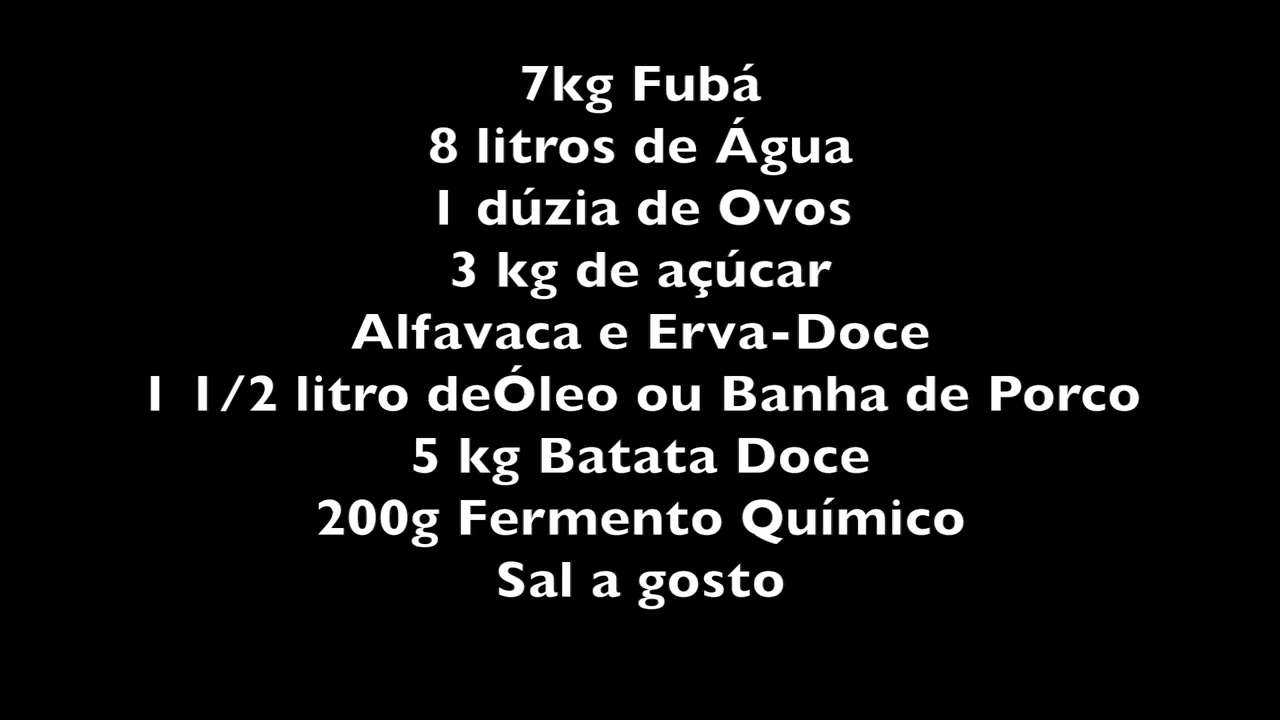 7kg Fubá
8 litros de Água
1 dúzia de Ovos
3 kg de açúcar
Alfavaca e Erva-Doce
1 1/2 litro deÓleo ou Banha de Porco
5 kg Batata Doce
200g Fermento Químico
Sal a gosto